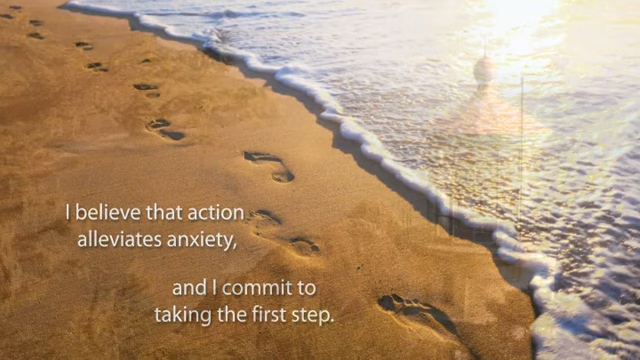 I believe that action
alleviates anxiety,
and I commit to
taking the first step.